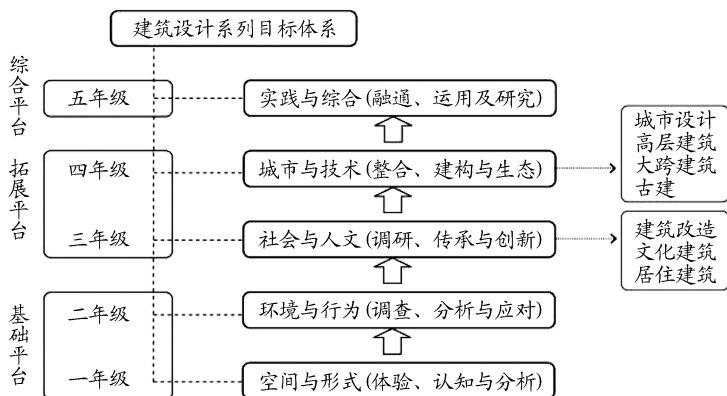 建筑设计系列目标体系
综合平台
五年级
实践与综合(融通、运用及研究)
拓展平台
四年级
城市与技术(整合、建构与生态)
城市设计
高层建筑
大跨建筑
古建
三年级
社会与人文(调研、传承与创新)
建筑改造
文化建筑
居住建筑
基础平台
二年级
环境与行为(调查、分析与应对)
一年级
空间与形式(体验、认知与分析)